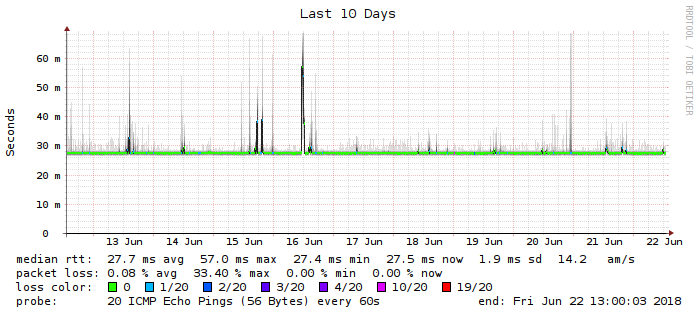 Last 10 Days
RRDTOOL / TOBI OETIKER
Seconds
60 m
50 m
40 m
30 m
20 m
10 m
0
13 Jun 14 Jun 15 Jun 16 Jun 17 Jun 18 Jun 19 Jun 20 Jun 21 Jun 22 Jun
median rtt: 27.7 ms avg 57.0 ms max 27.4 ms min 27.5 ms now 1.9 ms sd 14.2 am/s
packet loss: 0.08 % avg 33.40 % max 0.00 % min 0.00 % now
loss color: 0 1/20 2/20 3/20 4/20 10/20 19/20
probe: 20 ICMP Echo Pings (56 Bytes) every 60s end: Fri Jun 22 13:00:03 2018